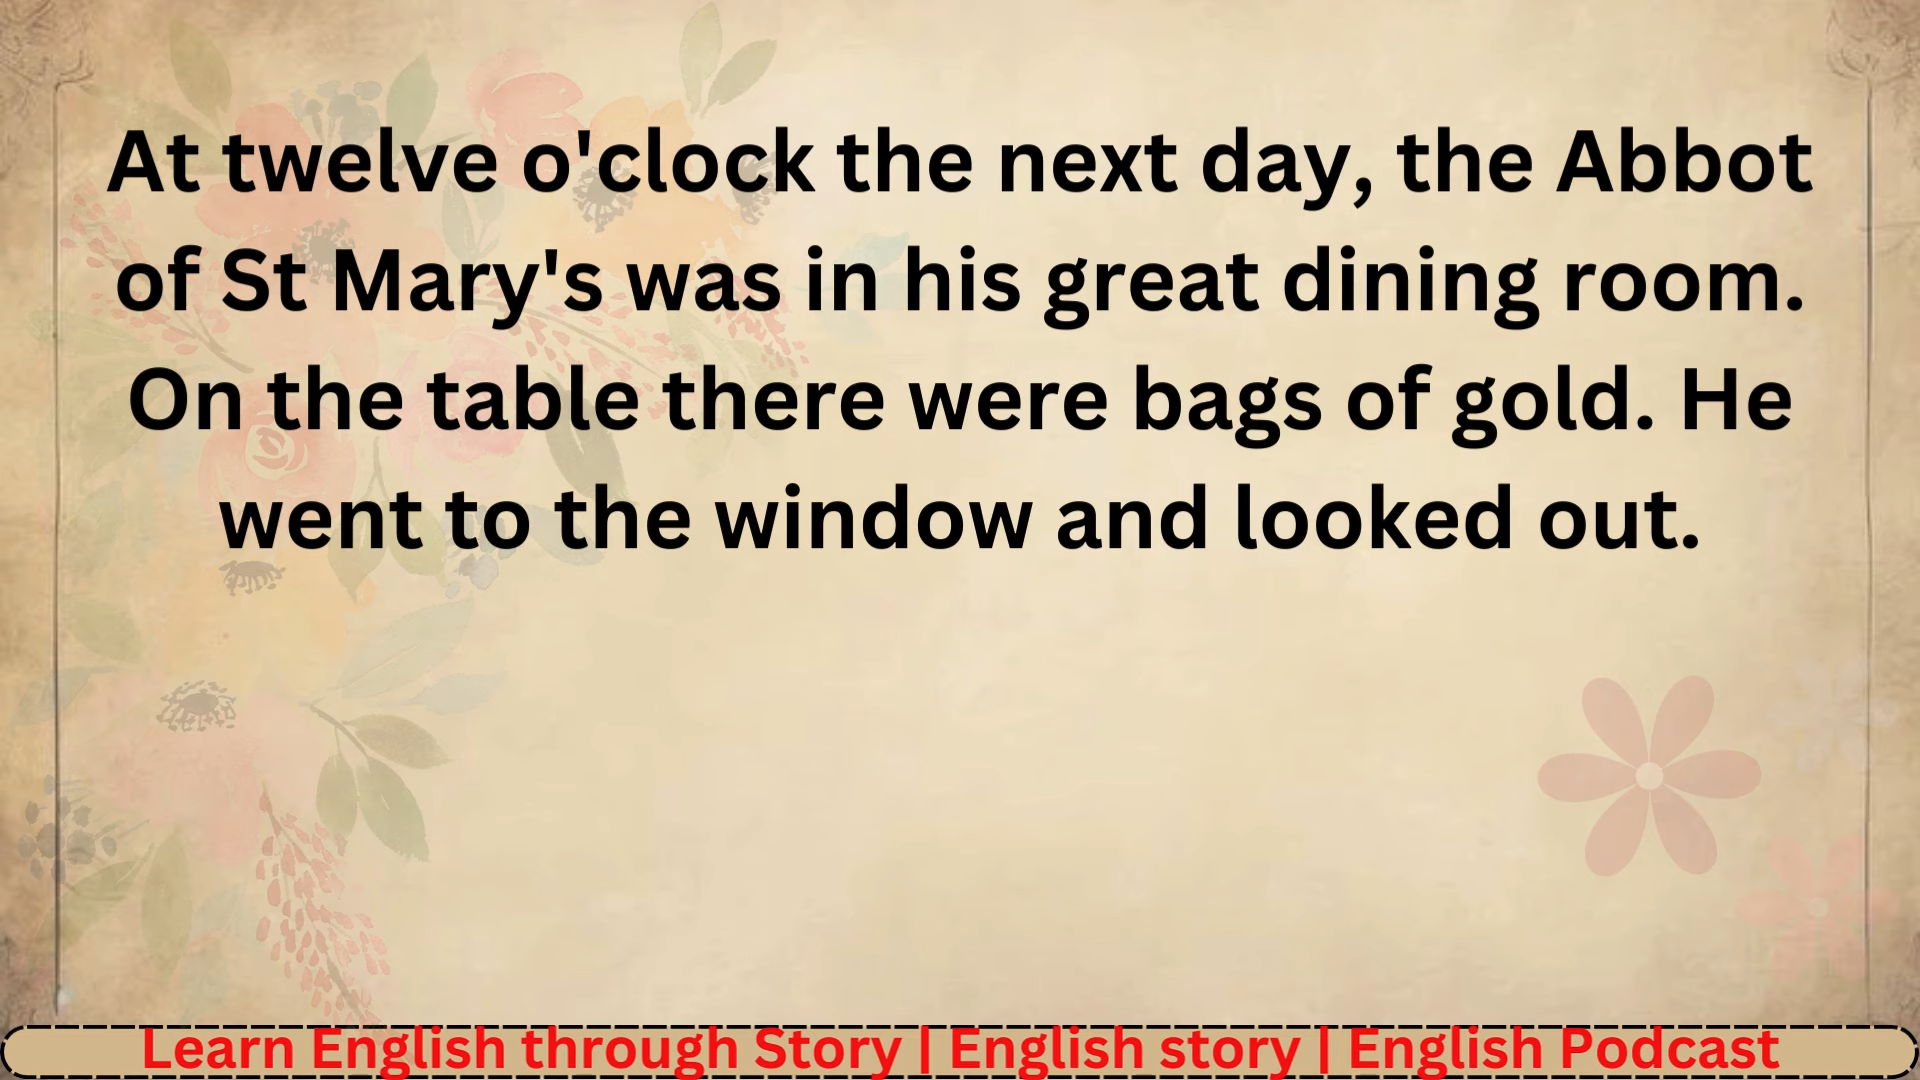 At twelve o'clock the next day, the Abbot
of St Mary's was in his great dining room.
On the table there were bags of gold. He
went to the window and looked out.
Learn English through Story | English story | English Podcast